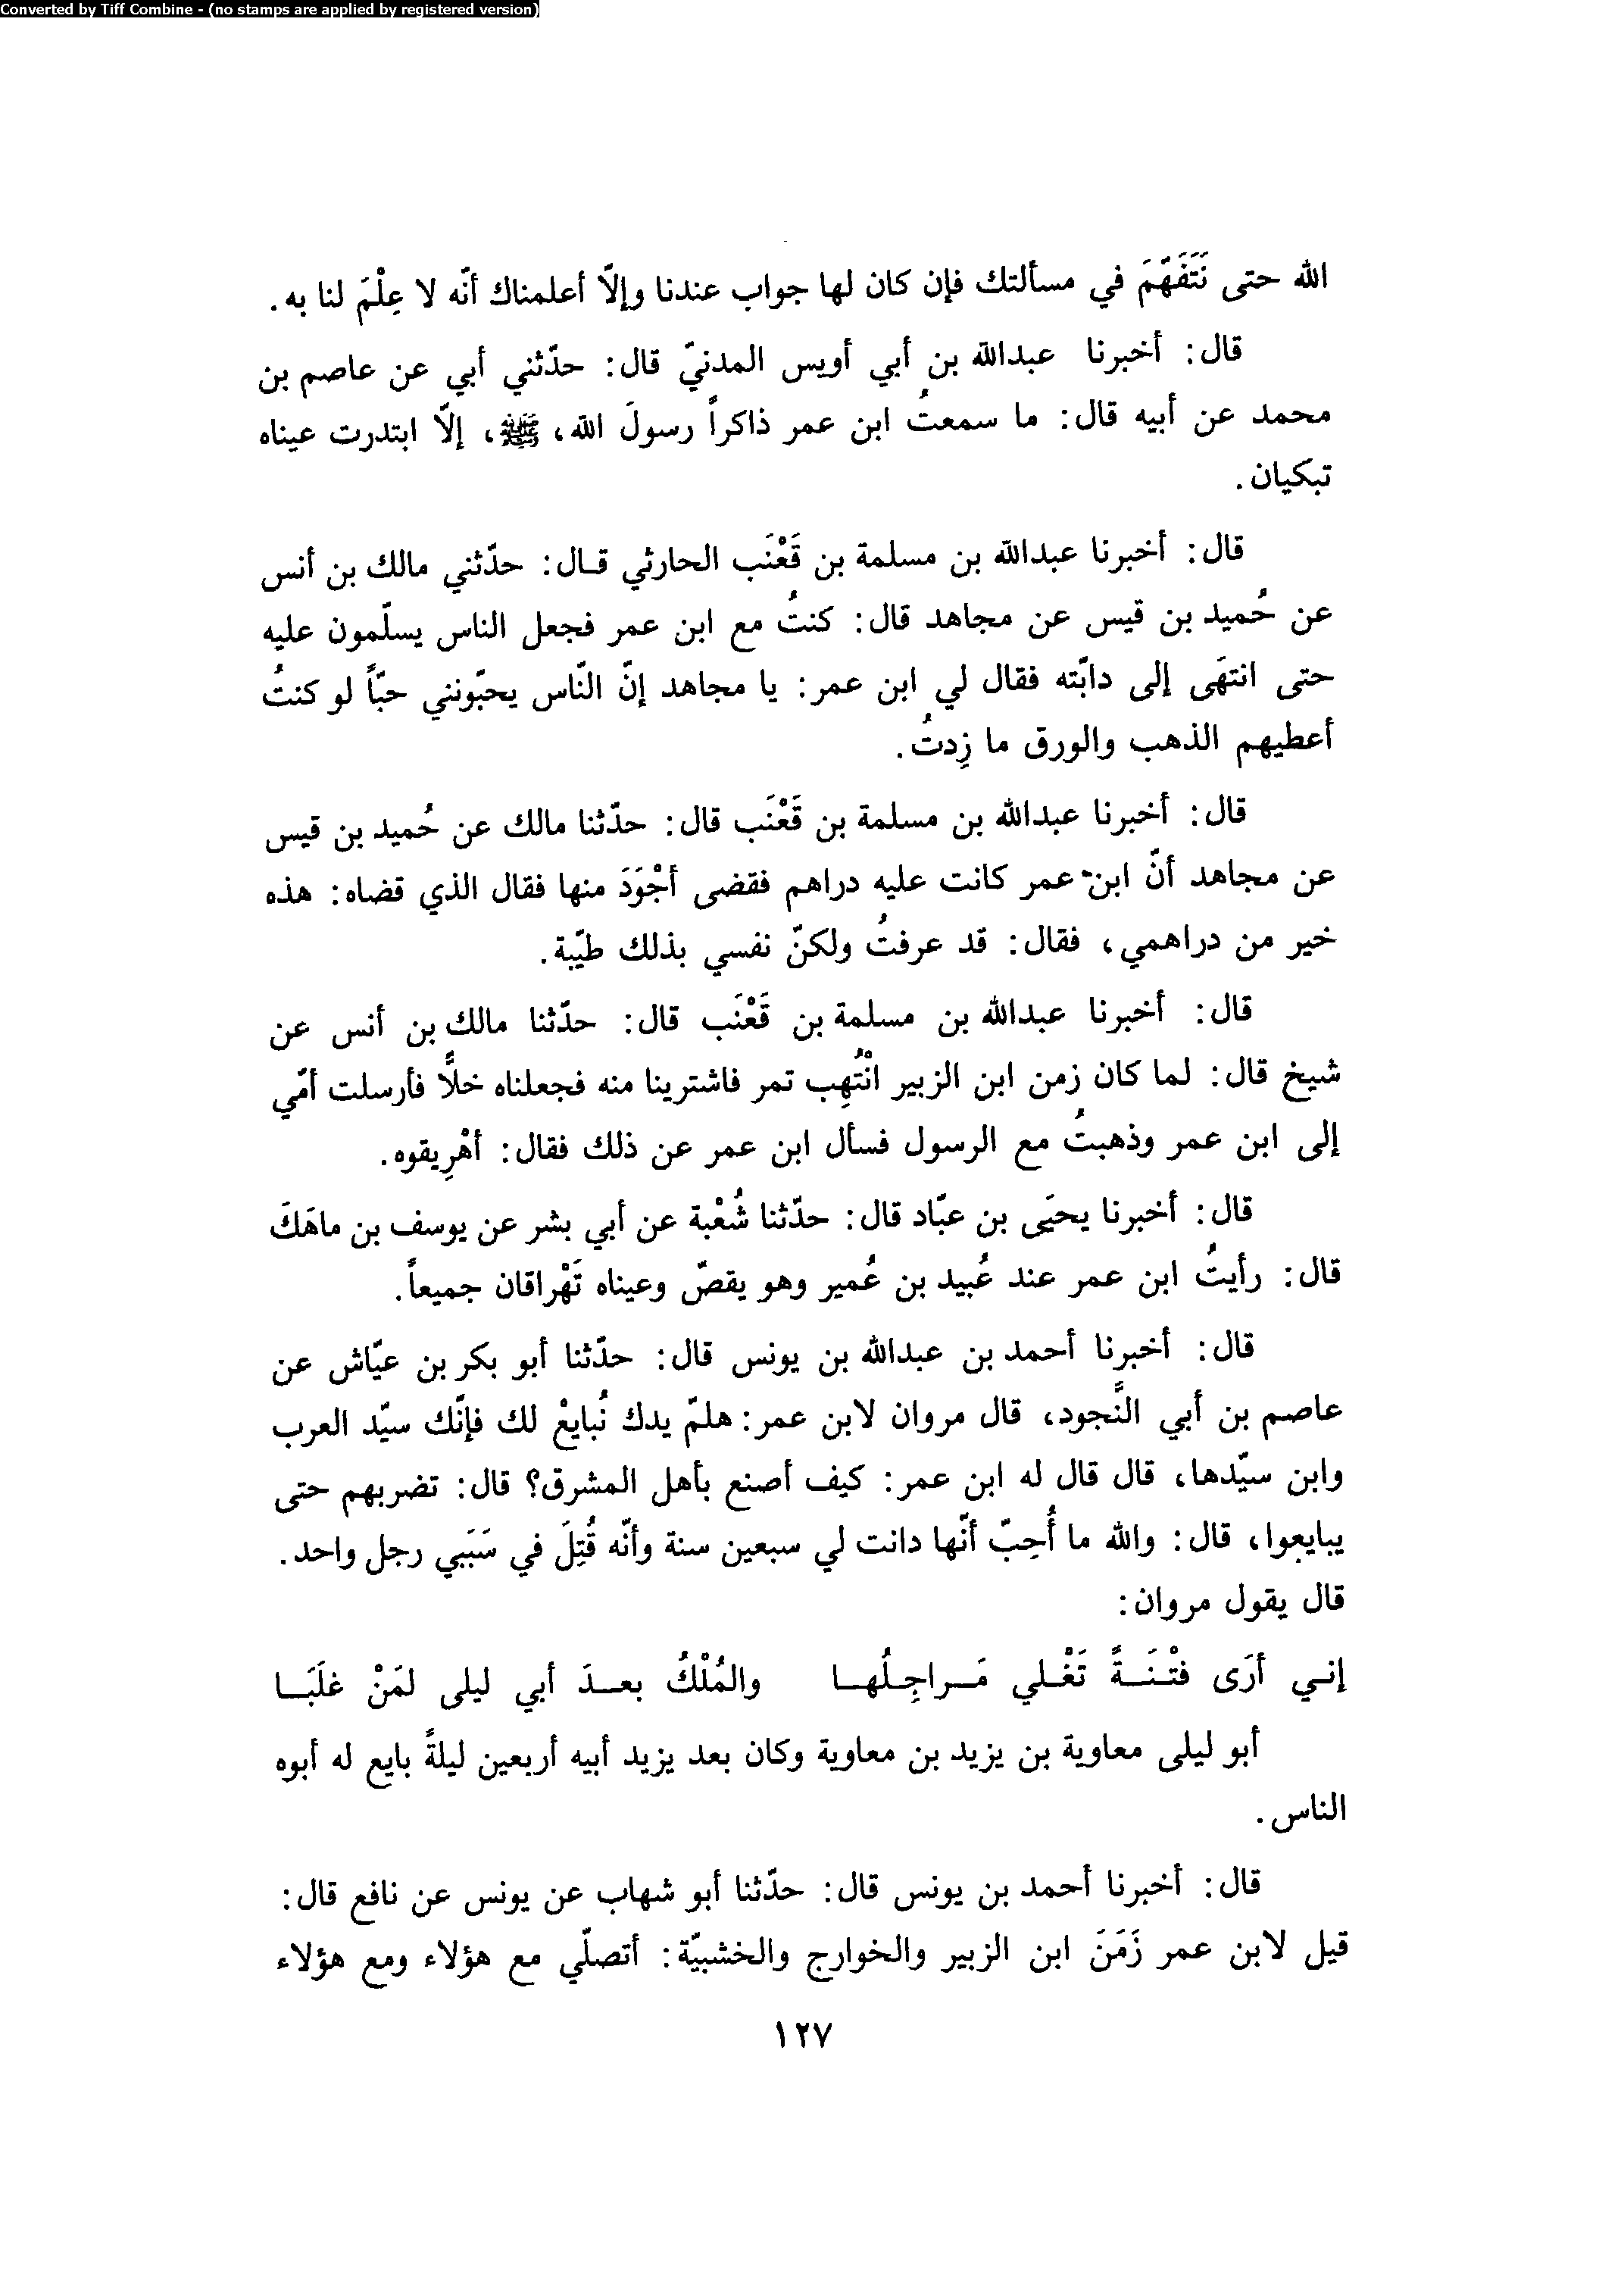 Converted by Tiff Combine - (no stamps are applied by registered version)
الله حتى نَتَفَهّمَ في مسألتك فإن كان لها جواب عندنا وإلّا أعلمناك أنّه لا عِلْمَ لنا به.
قال: أخبرنا عبدالله بن أبي أويس المدنيّ قال: حدّثني أبي عن عاصم بن
محمد عن أبيه قال: ما سمعتُ ابن عمر ذاكراً رسولَ الله، ﷺ، إلّا ابتدرت عيناه
تبكيان.
قال: أخبرنا عبدالله بن مسلمة بن قَعْنَب الحارثي قال: حدّثني مالك بن أنس
عن حُميد بن قيس عن مجاهد قال: كنتُ مع ابن عمر فجعل الناس يسلّمون عليه
حتى انتهَى إلى دابّته فقال لي ابن عمر: يا مجاهد إنّ النّاس يحبّونني حبّاً لو كنتُ
أعطيهم الذهب والورق ما زِدتُ.
قال: أخبرنا عبدالله بن مسلمة بن قَعْنَب قال: حدّثنا مالك عن حُميد بن قيس
عن مجاهد أنّ ابن عمر كانت عليه دراهم فقضى أجْوَدَ منها فقال الذي قضاه: هذه
خير من دراهمي، فقال: قد عرفتُ ولكنّ نفسي بذلك طيّبة.
قال: أخبرنا عبدالله بن مسلمة بن قَعْنَب قال: حدّثنا مالك بن أنس عن
شيخ قال: لما كان زمن ابن الزبير انْتُهِب تمر فاشترينا منه فجعلناه خلاًّ فأرسلت أمّي
إلى ابن عمر وذهبتُ مع الرسول فسأل ابن عمر عن ذلك فقال: أهْرِيقوه.
قال: أخبرنا يحيَى بن عبّاد قال: حدّثنا شُعْبة عن أبي بشر عن يوسف بن ماهَكَ
قال: رأيتُ ابن عمر عند عُبيد بن عُمير وهو يقصّ وعيناه تَهْراقان جميعاً.
قال: أخبرنا أحمد بن عبدالله بن يونس قال: حدّثنا أبو بكر بن عيّاش عن
عاصم بن أبي النَّجود، قال مروان لابن عمر: هلمّ يدك نُبايعْ لك فإنّك سيّد العرب
وابن سيّدها، قال قال له ابن عمر: كيف أصنع بأهل المشرق؟ قال: تضربهم حتى
يبايعوا، قال: والله ما أُحِبّ أنّها دانت لي سبعين سنة وأنّه قُتِلَ في سَبَبي رجل واحد.
قال يقول مروان:
إنـي أرَى فتْـنَـةً تَغْـلي مَـراجِـلُهـا والمُلْكُ بعـدَ أبي ليلى لمَنْ غلَبَـا
أبو ليلى معاوية بن يزيد بن معاوية وكان بعد يزيد أبيه أربعين ليلةً بايع له أبوه
الناس.
قال: أخبرنا أحمد بن يونس قال: حدّثنا أبو شهاب عن يونس عن نافع قال:
قيل لابن عمر زَمَنَ ابن الزبير والخوارج والخشبيّة: أتصلّي مع هؤلاء ومع هؤلاء
١٢٧